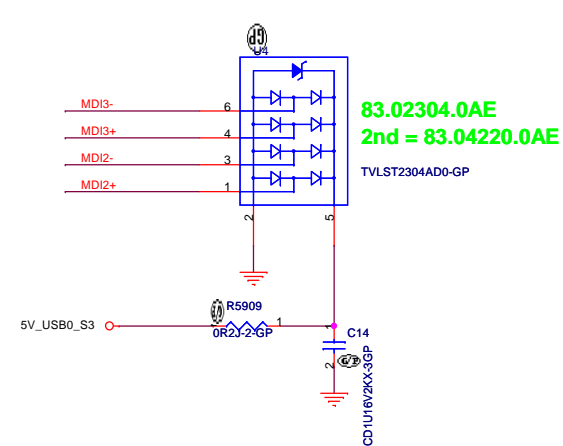 U4
MDI3-
6
83.02304.0AE
MDI3+
4
2nd = 83.04220.0AE
MDI2-
3
TVLST2304AD0-GP
MDI2+
1
2
5
R5909
5V_USB0_S3
1
1
0R2J-2-GP
C14
2
CD1U16V2KX-3GP